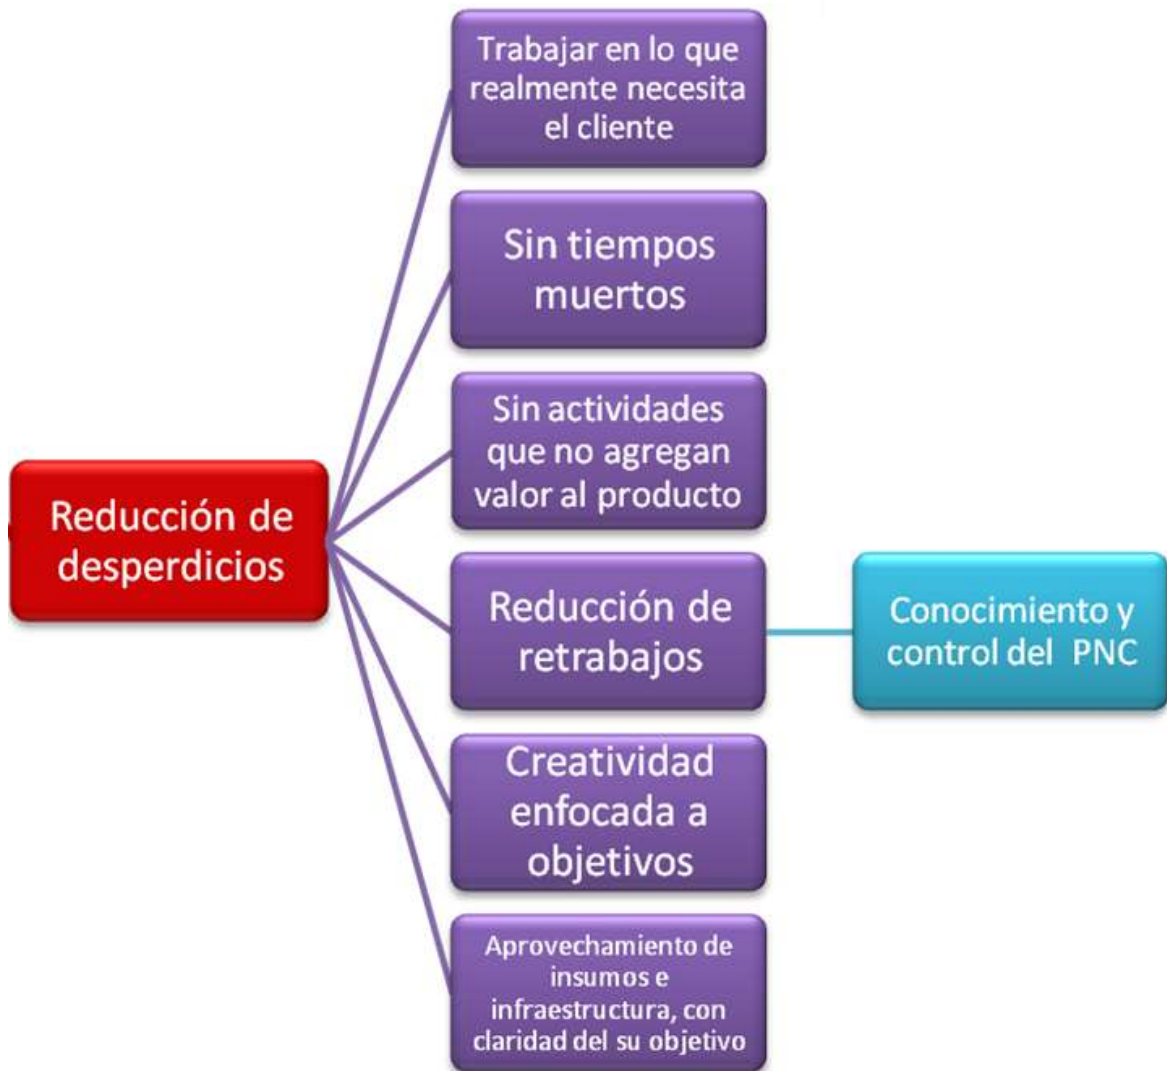 Trabajar en lo que
realmente necesita
el cliente
Sin tiempos
muertos
Sin actividades
que no agregan
valor al producto
Reducción de
desperdicios
Reducción de
retrabajos
Conocimiento y
control del PNC
Creatividad
enfocada a
objetivos
Aprovechamiento de
insumos e
infraestructura, con
claridad del su objetivo